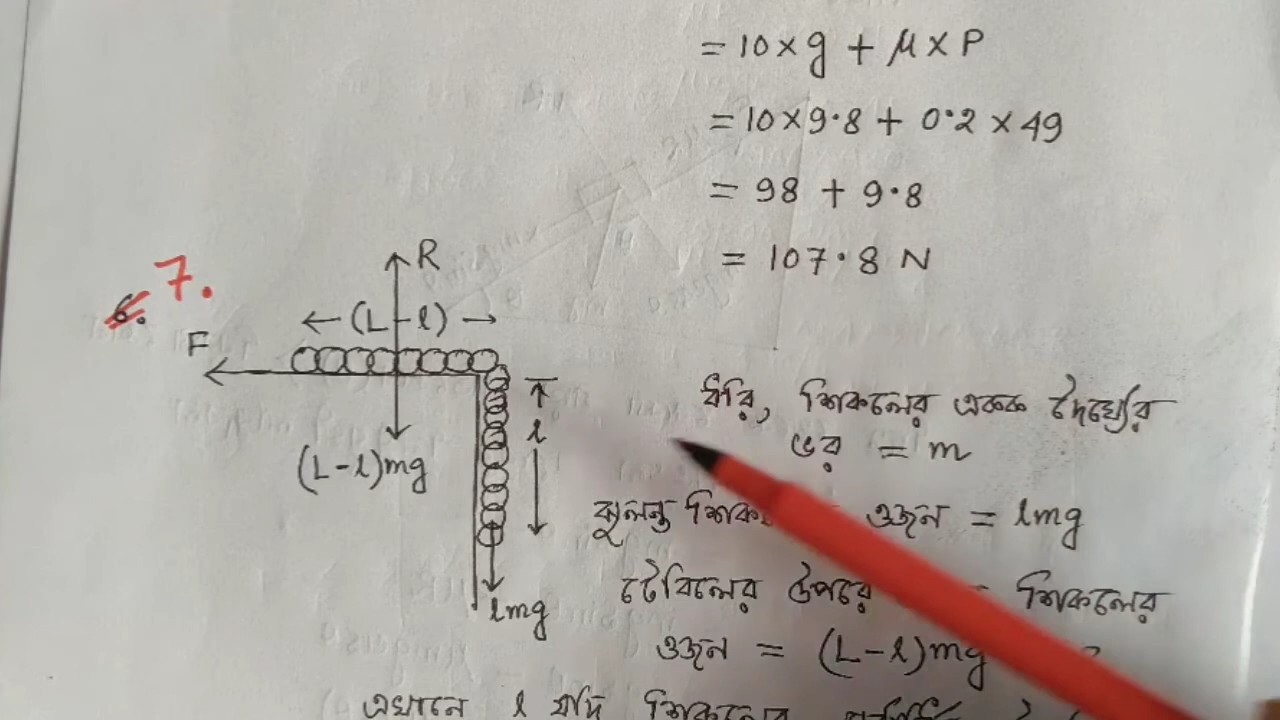 = 10 × g + μ × P
= 10 × 9·8 + 0·2 × 49
= 98 + 9·8
= 107·8 N
6. 7.
R
← (L-l) →
F
l
(L-l)mg
lmg
ধরি, শিকলের একক দৈর্ঘ্যের
ভর = m
ঝুলন্ত ওজন = lmg
টেবিলের উপরে শিকলের
ওজন = (L-l)mg
এখানে l যদি শিকলের